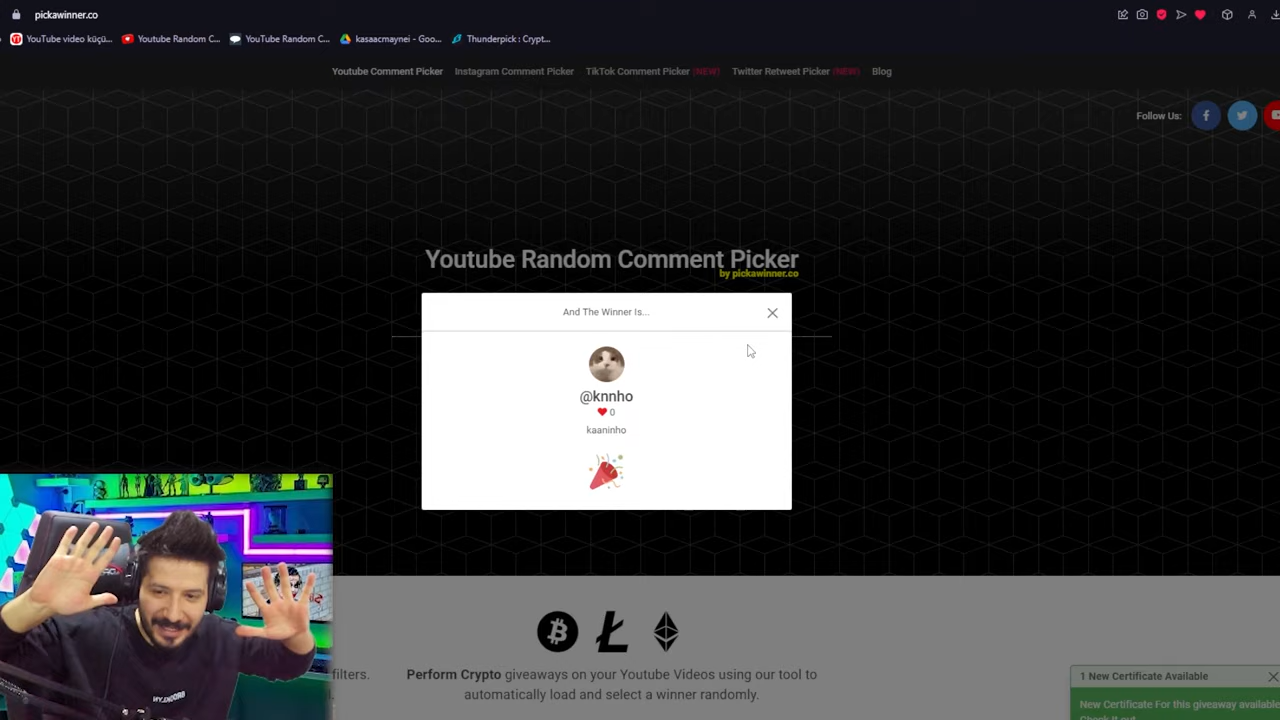 pickawinner.co
YouTube video küçü...
Youtube Random C...
YouTube Random C...
kasaacmaynei - Goo...
Thunderpick : Crypt...
Youtube Comment Picker
Instagram Comment Picker
TikTok Comment Picker (NEW)
Twitter Retweet Picker (NEW)
Blog
Follow Us:
Youtube Random Comment Picker
by pickawinner.co
And The Winner Is...
@knnho
0
kaaninho
filters.
Perform Crypto giveaways on your Youtube Videos using our tool to
automatically load and select a winner randomly.
1 New Certificate Available
New Certificate For this giveaway available
Check It out